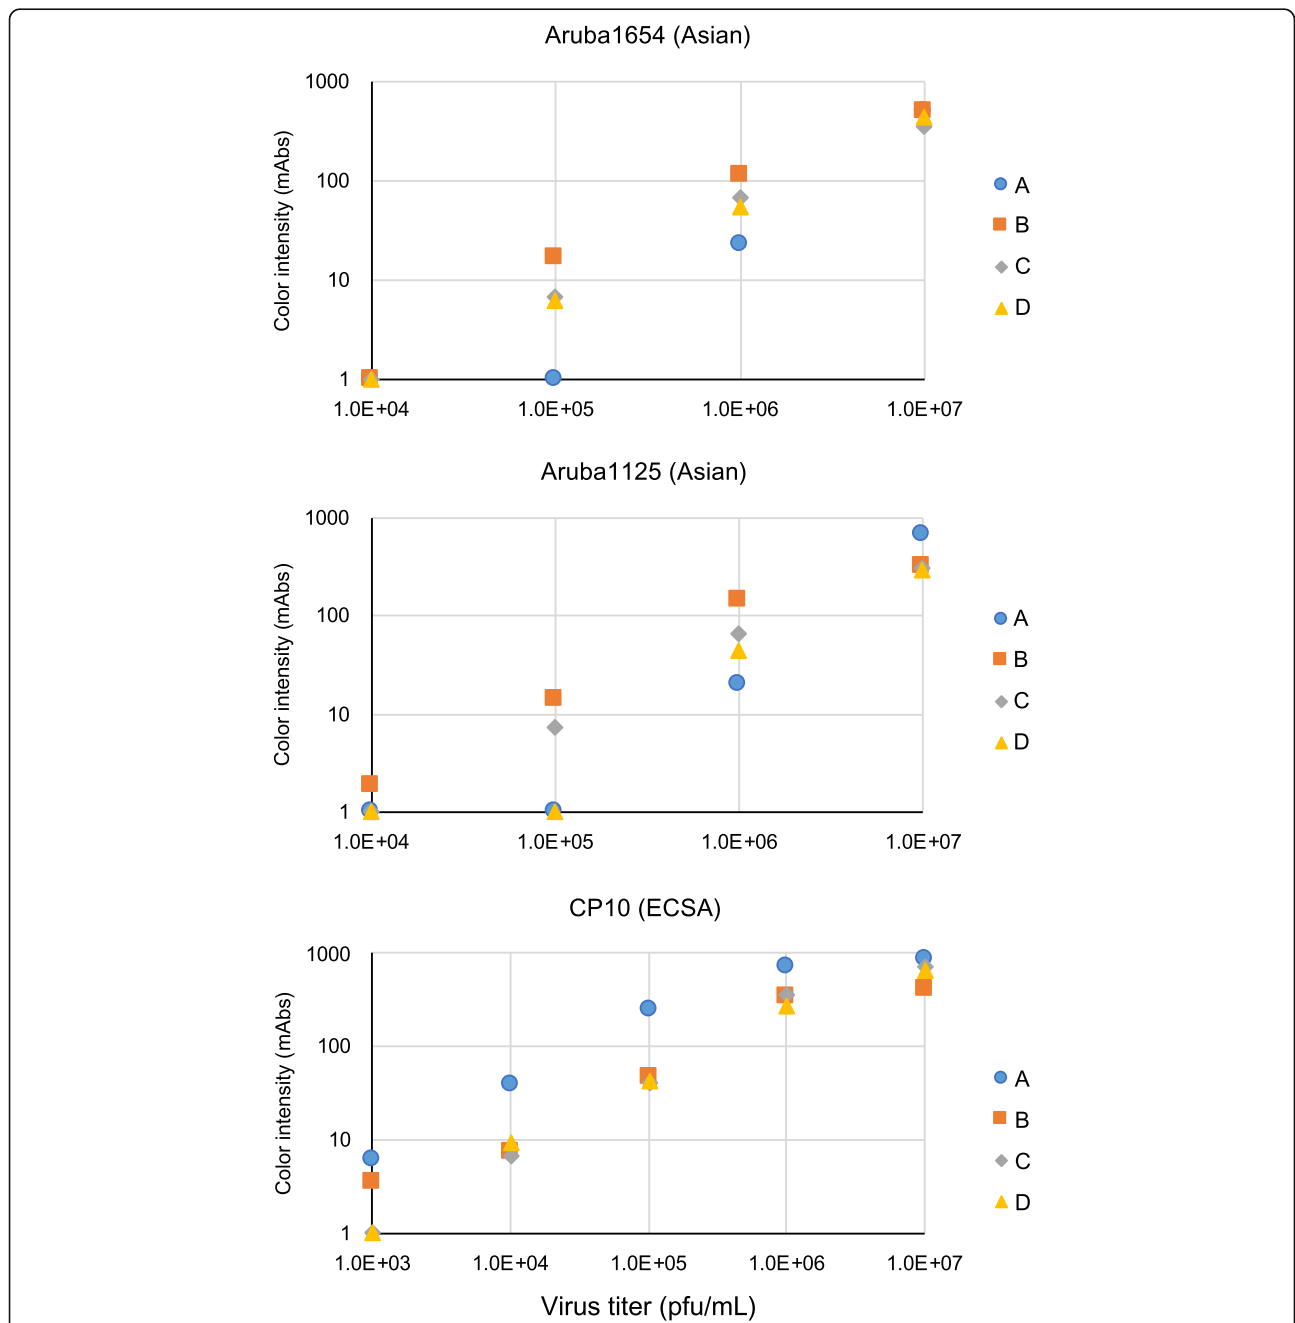 Aruba1654 (Asian)
Color intensity (mAbs)
1000
100
10
1
1.0E+04 1.0E+05 1.0E+06 1.0E+07
A
B
C
D
Aruba1125 (Asian)
Color intensity (mAbs)
1000
100
10
1
1.0E+04 1.0E+05 1.0E+06 1.0E+07
A
B
C
D
CP10 (ECSA)
Color intensity (mAbs)
1000
100
10
1
1.0E+03 1.0E+04 1.0E+05 1.0E+06 1.0E+07
A
B
C
D
Virus titer (pfu/mL)